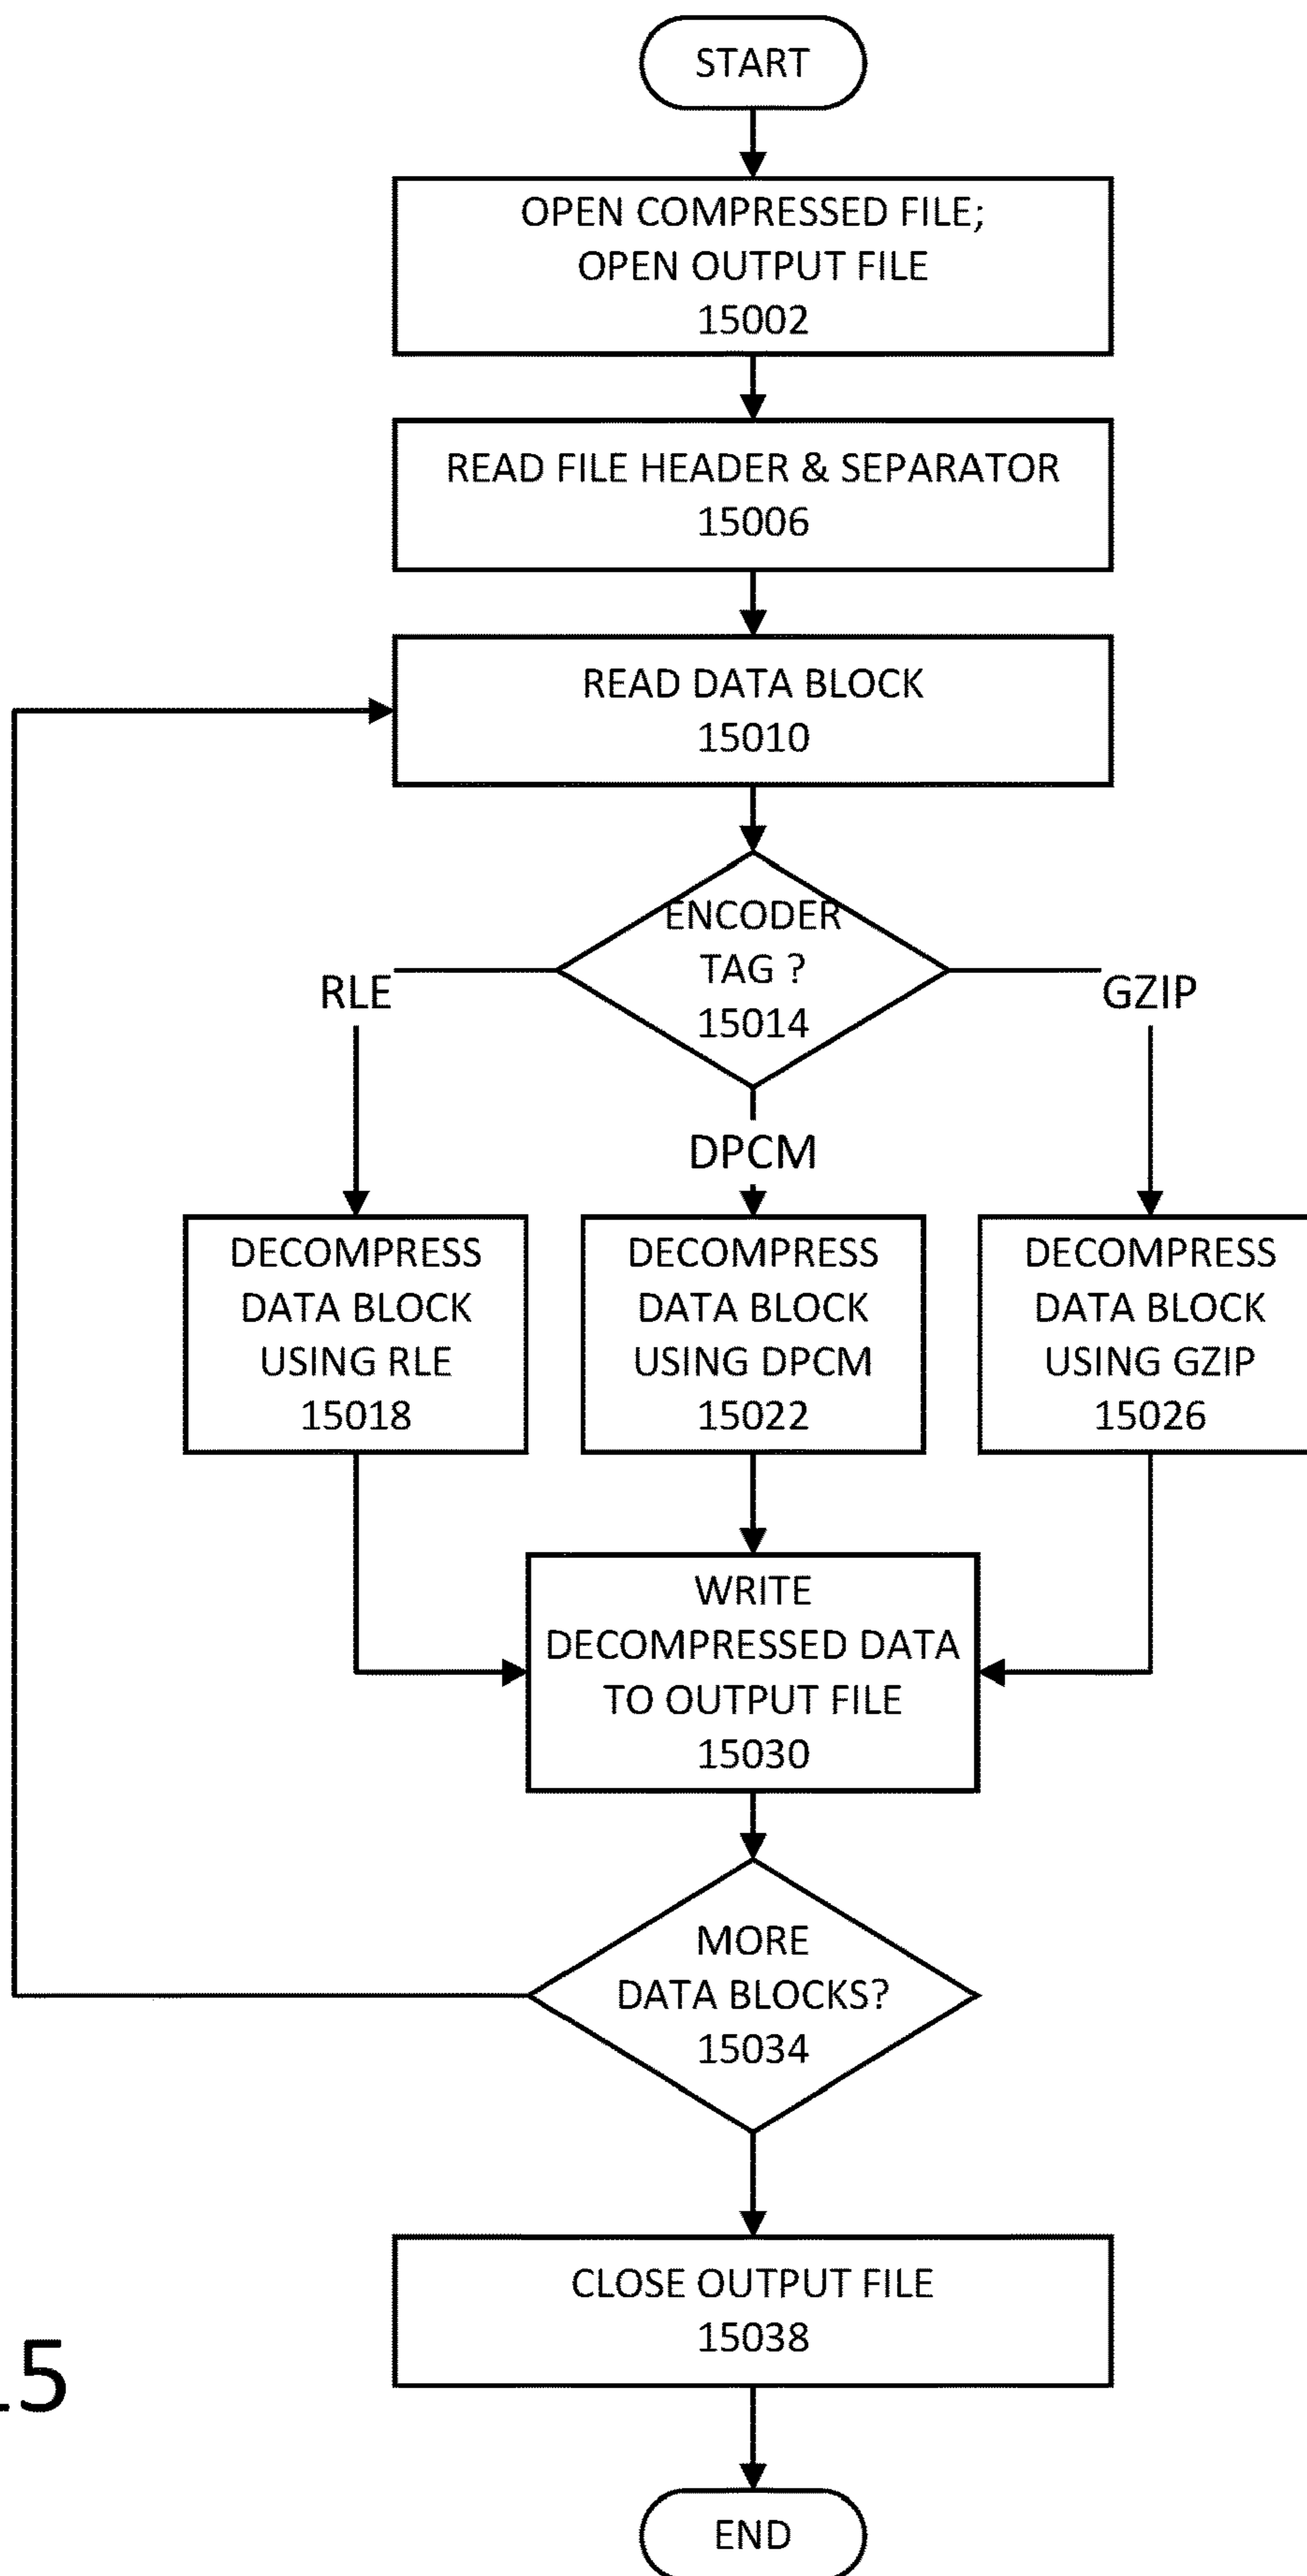 START
OPEN COMPRESSED FILE;
OPEN OUTPUT FILE
15002
READ FILE HEADER & SEPARATOR
15006
READ DATA BLOCK
15010
ENCODER
TAG ?
15014
RLE
GZIP
DPCM
DECOMPRESS
DATA BLOCK
USING RLE
15018
DECOMPRESS
DATA BLOCK
USING DPCM
15022
DECOMPRESS
DATA BLOCK
USING GZIP
15026
WRITE
DECOMPRESSED DATA
TO OUTPUT FILE
15030
MORE
DATA BLOCKS?
15034
CLOSE OUTPUT FILE
15038
15
END